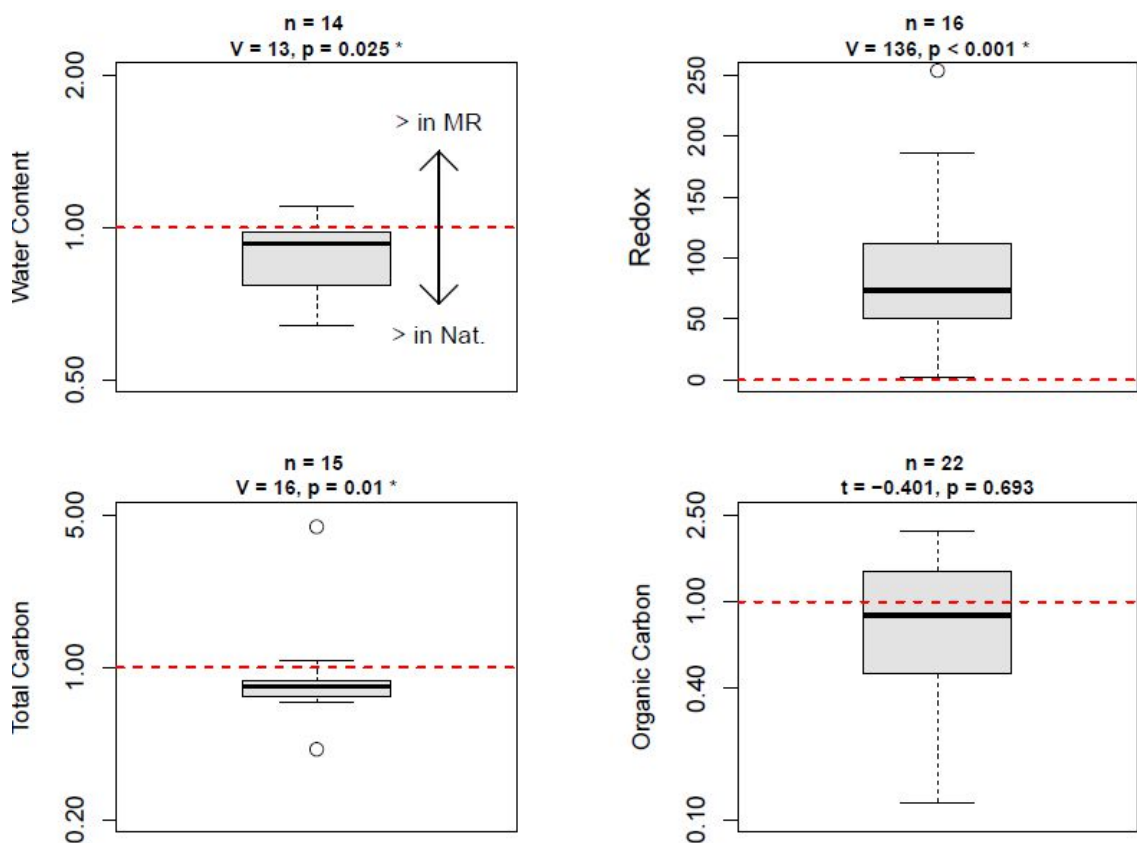 n = 14
V = 13, p = 0.025 *
Water Content
2.00
1.00
0.50
> in MR
> in Nat.
n = 16
V = 136, p < 0.001 *
Redox
250
200
150
100
50
0
n = 15
V = 16, p = 0.01 *
Total Carbon
5.00
1.00
0.20
n = 22
t = −0.401, p = 0.693
Organic Carbon
2.50
1.00
0.40
0.10